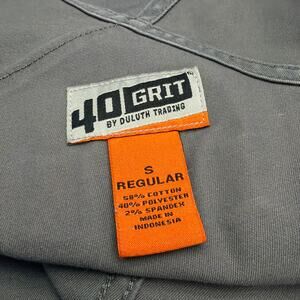 40 GRIT
BY DULUTH TRADING
S
REGULAR
58% COTTON
40% POLYESTER
2% SPANDEX
MADE IN
INDONESIA